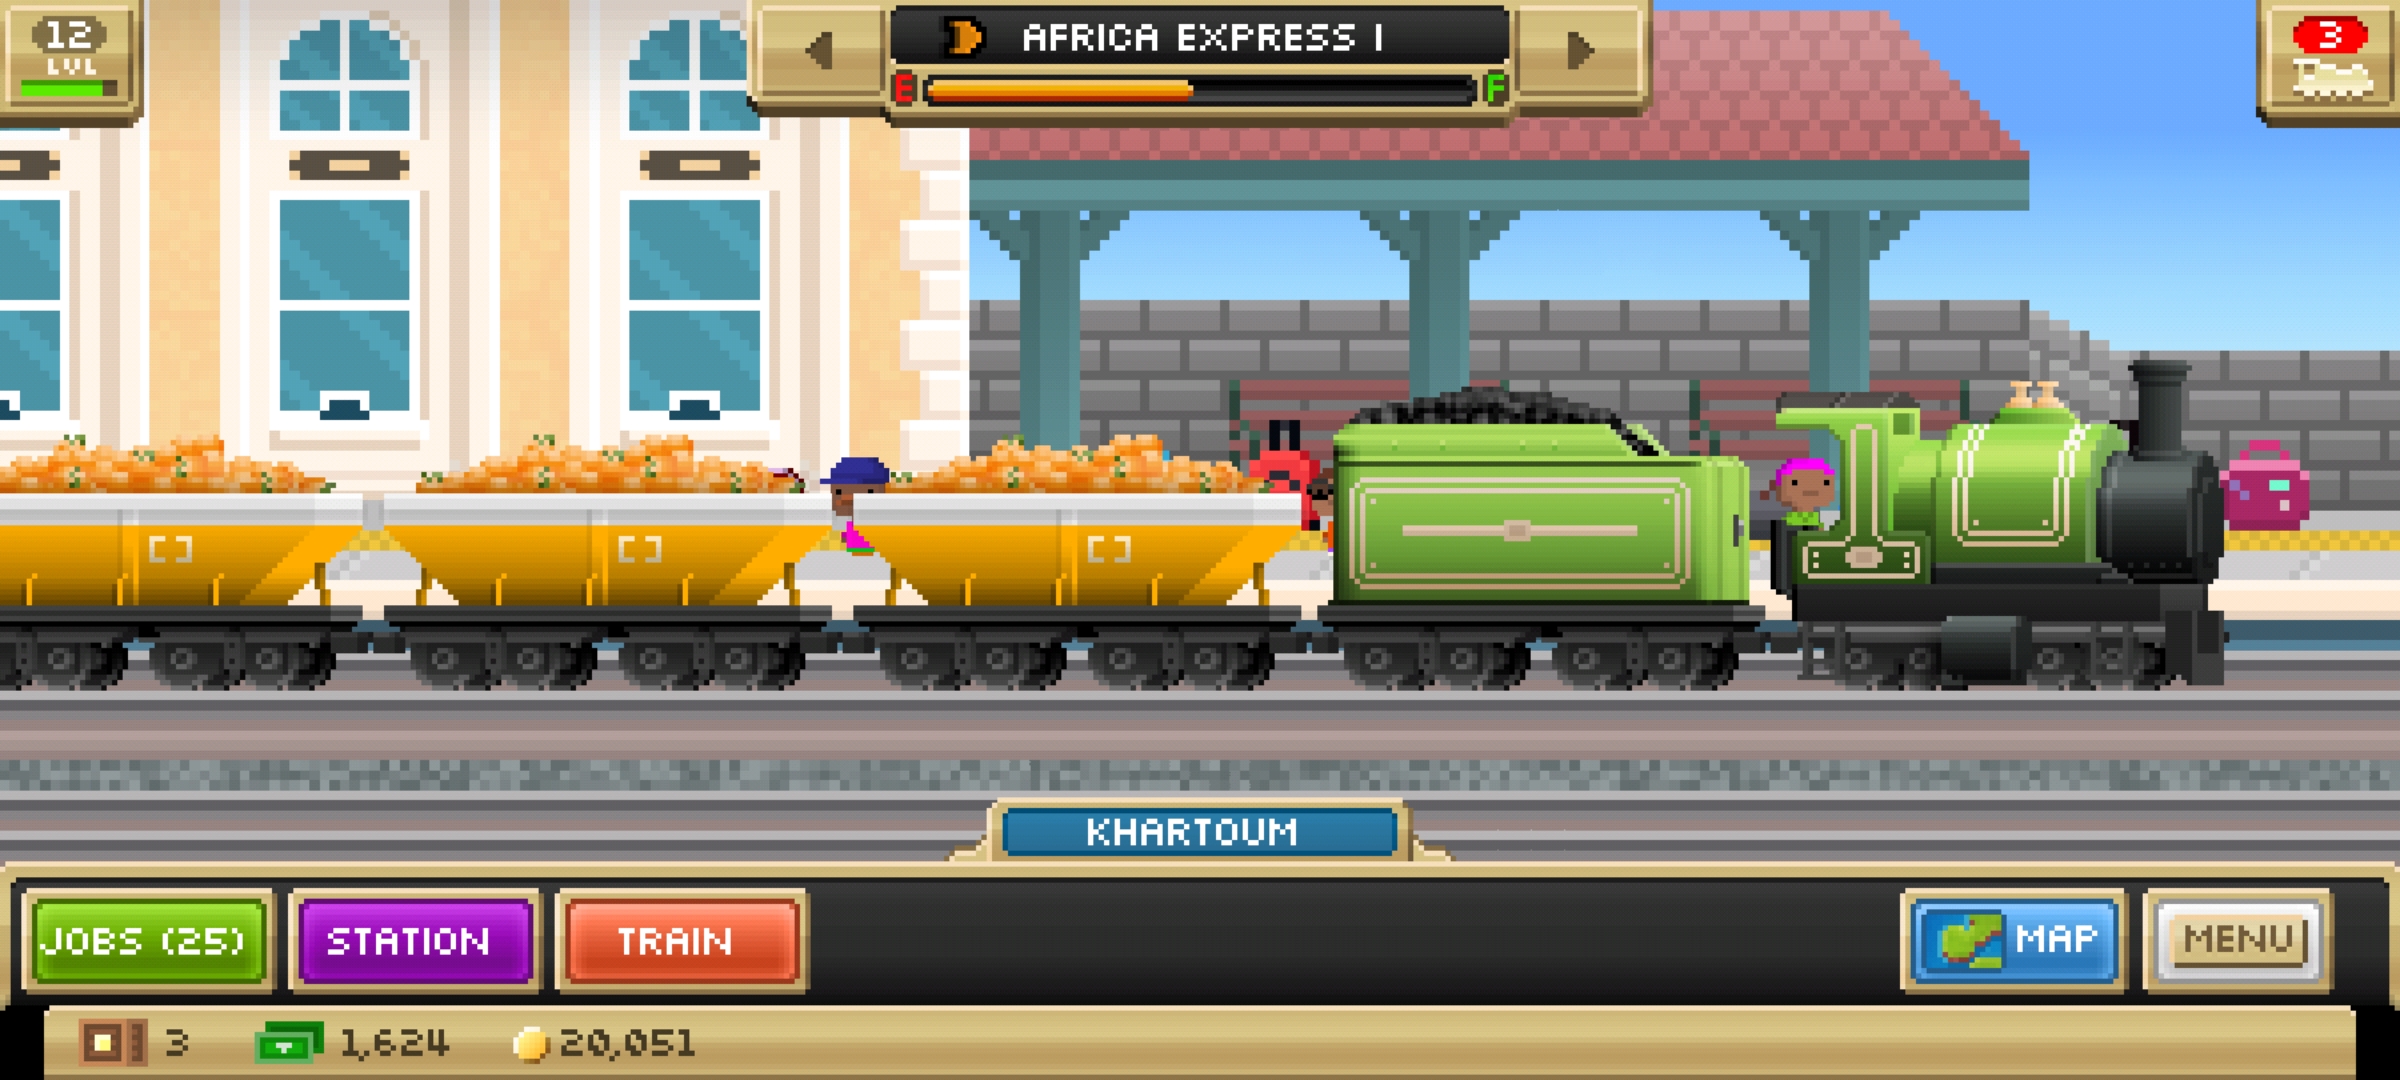 12
LVL
AFRICA EXPRESS I
E F
3
KHARTOUM
JOBS (25)
STATION
TRAIN
MAP
MENU
3
1,624
20,051